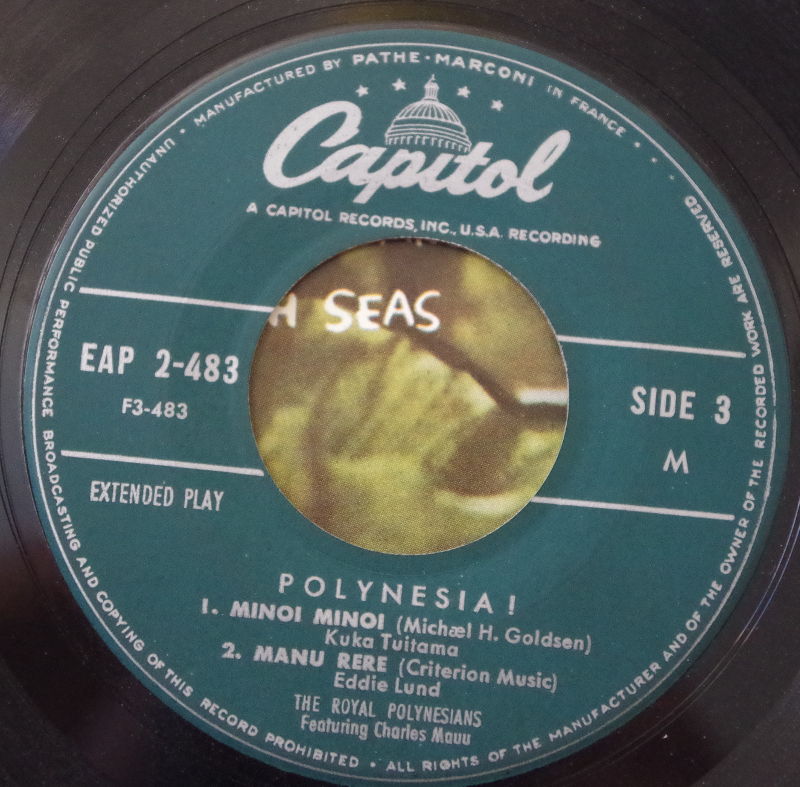 MANUFACTURED BY PATHE·MARCONI IN FRANCE
Capitol
A CAPITOL RECORDS, INC., U.S.A. RECORDING
H SEAS
EAP 2-483
F3-483
SIDE 3
M
EXTENDED PLAY
POLYNESIA!
1. MINOI MINOI (Michæl H. Goldsen)
Kuka Tuitama
2. MANU RERE (Criterion Music)
Eddie Lund
THE ROYAL POLYNESIANS
Featuring Charles Mauu
UNAUTHORIZED PUBLIC PERFORMANCE BROADCASTING AND COPYING OF THIS RECORD PROHIBITED · ALL RIGHTS OF THE MANUFACTURER AND OF THE OWNER OF THE RECORDED WORK ARE RESERVED